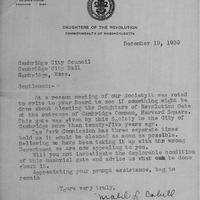 DAUGHTERS OF THE REVOLUTION
COMMONWEALTH OF MASSACHUSETTS
December 19, 1939
Cambridge City Council
Cambridge City Hall
Cambridge, Mass.
Gentlemen:-
At a recent meeting of our Society it was voted to
write to your Board to see if something might be
done about cleaning the Daughters of Revolution Gate
at the entrance of the Cambridge Common, Harvard Square.
This gate was given by this Society to the City of
Cambridge more than twenty-five years ago.
The Park Commission has three separate times
told us it would be cleaned as soon as possible.
Believing we have been taking it up with the wrong
Department, we are now appealing to you.
Will you not investigate the deplorable condition
of this memorial gate and advise us what can be done
about it.
Appreciating your prompt assistance, I beg to
remain
Yours very truly,
Mabel L. Cahill